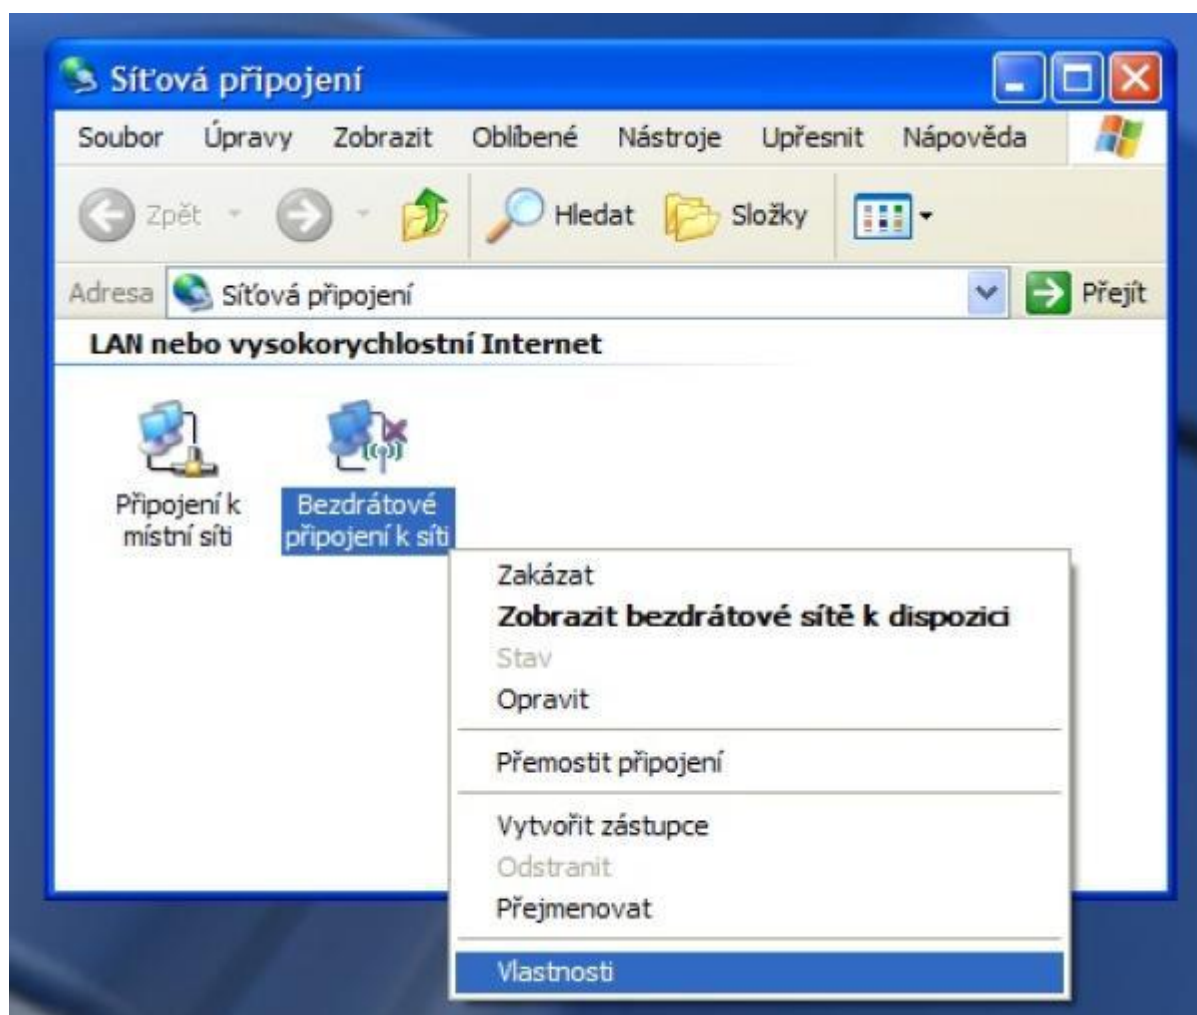 Síťová připojení
Soubor Úpravy Zobrazit Oblíbené Nástroje Upřesnit Nápověda
Zpět Hledat Složky
Adresa Síťová připojení Přejít
LAN nebo vysokorychlostní Internet
Připojení k
místní síti
Bezdrátové
připojení k síti
Zakázat
Zobrazit bezdrátové sítě k dispozici
Stav
Opravit
Přemostit připojení
Vytvořit zástupce
Odstranit
Přejmenovat
Vlastnosti